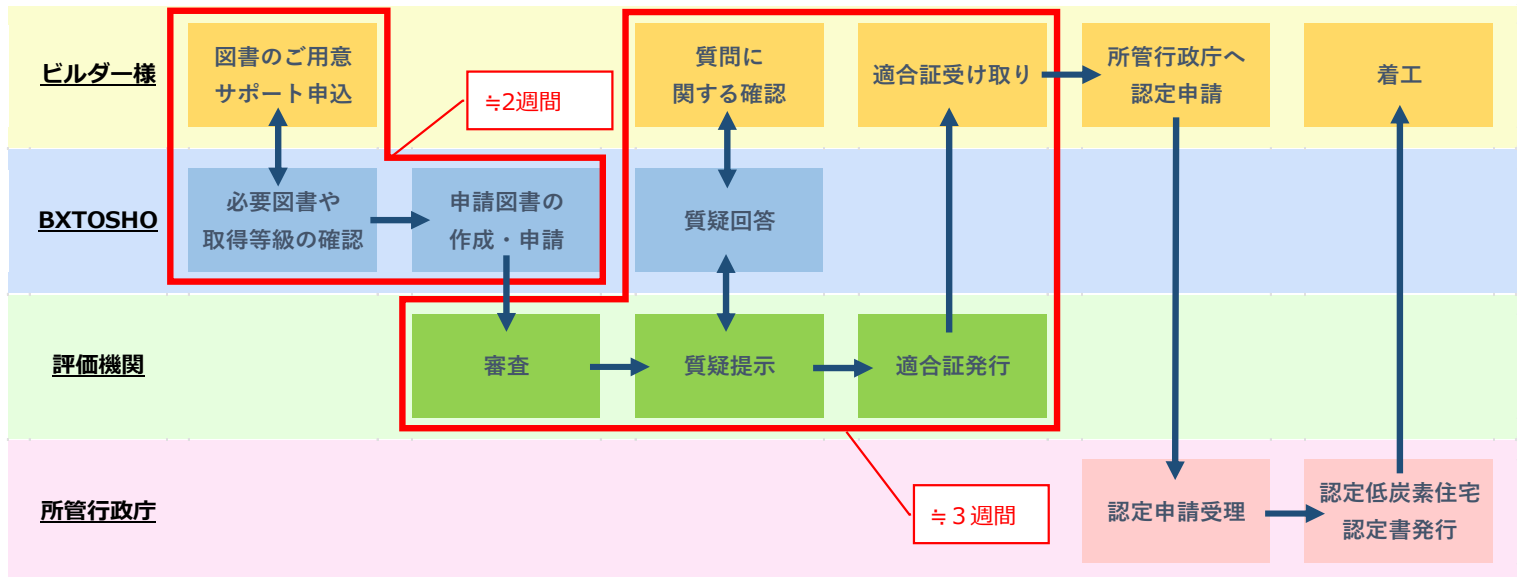 ビルダー様
図書のご用意
サポート申込
≒2週間
質問に
関する確認
適合証受け取り
所管行政庁へ
認定申請
着工
BXTOSHO
必要図書や
取得等級の確認
申請図書の
作成・申請
質疑回答
評価機関
審査
質疑提示
適合証発行
所管行政庁
≒３週間
認定申請受理
認定低炭素住宅
認定書発行